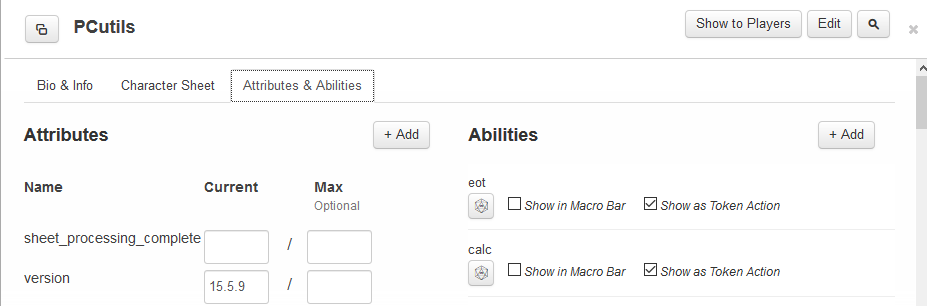 PCutils
Show to Players
Edit
Bio & Info
Character Sheet
Attributes & Abilities
Attributes
+ Add
Abilities
+ Add
Name
Current
Max
Optional
eot
Show in Macro Bar
Show as Token Action
sheet_processing_complete
/
calc
version
15.5.9
/
Show in Macro Bar
Show as Token Action